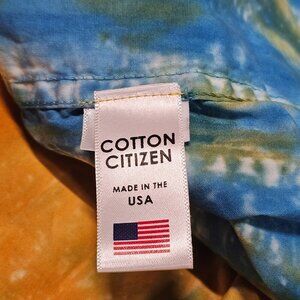 COTTON
CITIZEN
MADE IN THE
USA